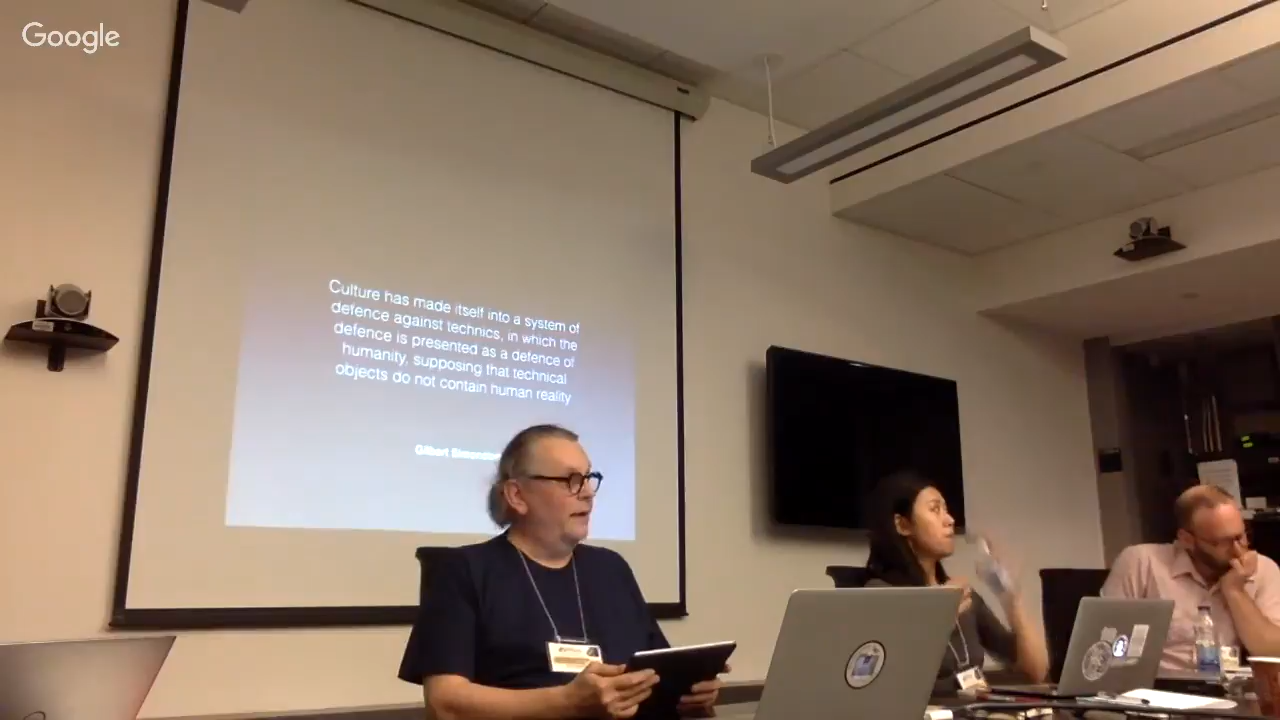 Google
Culture has made itself into a system of
defence against technics, in which the
defence is presented as a defence of
humanity, supposing that technical
objects do not contain human reality
Gilbert